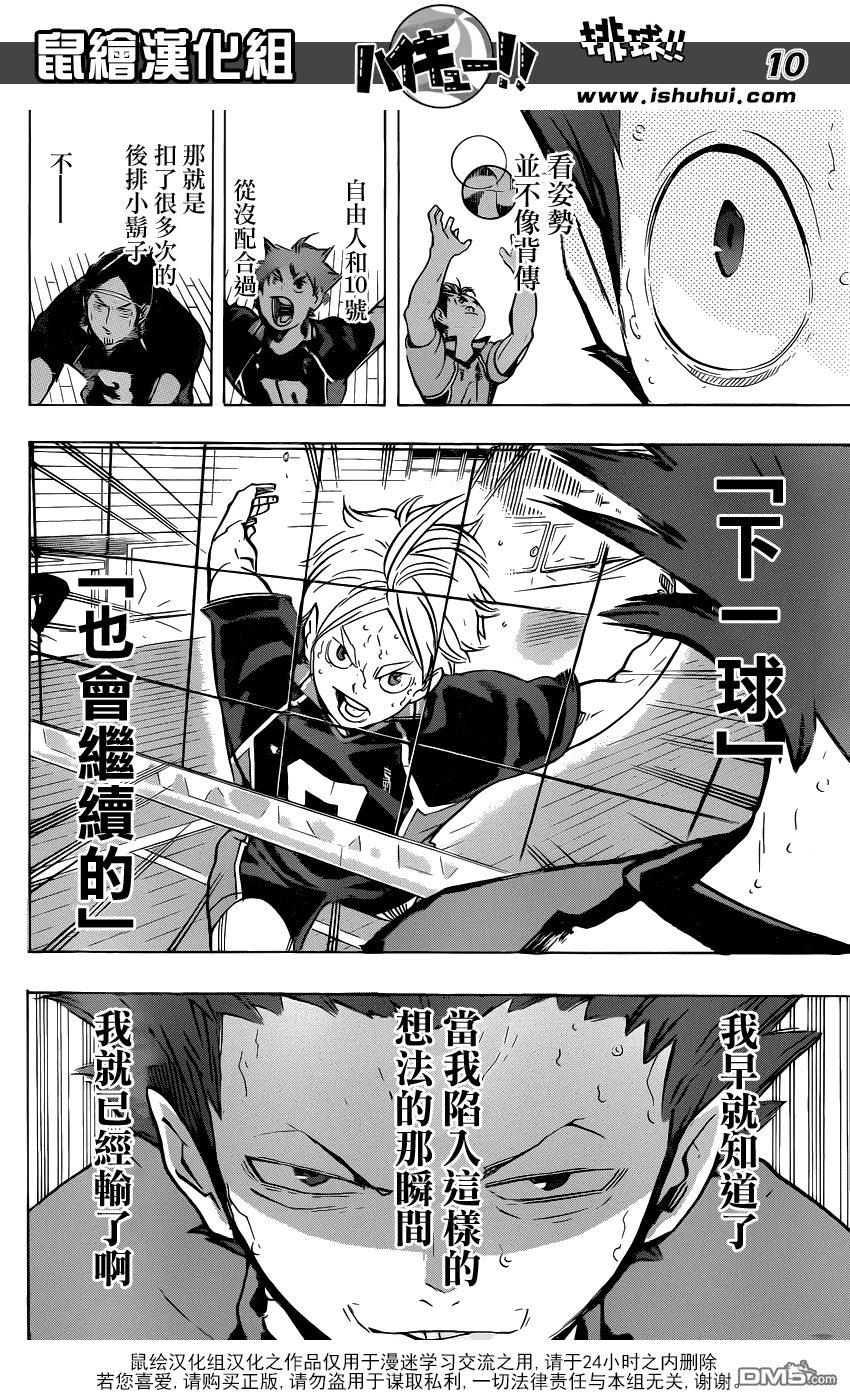 鼠繪漢化組
ハイキュー!!
排球!!
10
www.ishuhui.com
看姿勢
並不像背傳
自由人和10號
從沒配合過
那就是
扣了很多次的
後排小鬍子
不——
「下一球」
「也會繼續的」
我早就知道了
當我陷入這樣的
想法的那瞬間
我就已經輸了啊
鼠绘汉化组汉化之作品仅用于漫迷学习交流之用, 请于24小时之内删除
若您喜爱, 请购买正版, 请勿盗用于谋取私利, 一切法律责任与本组无关, 谢谢。
DM5.com